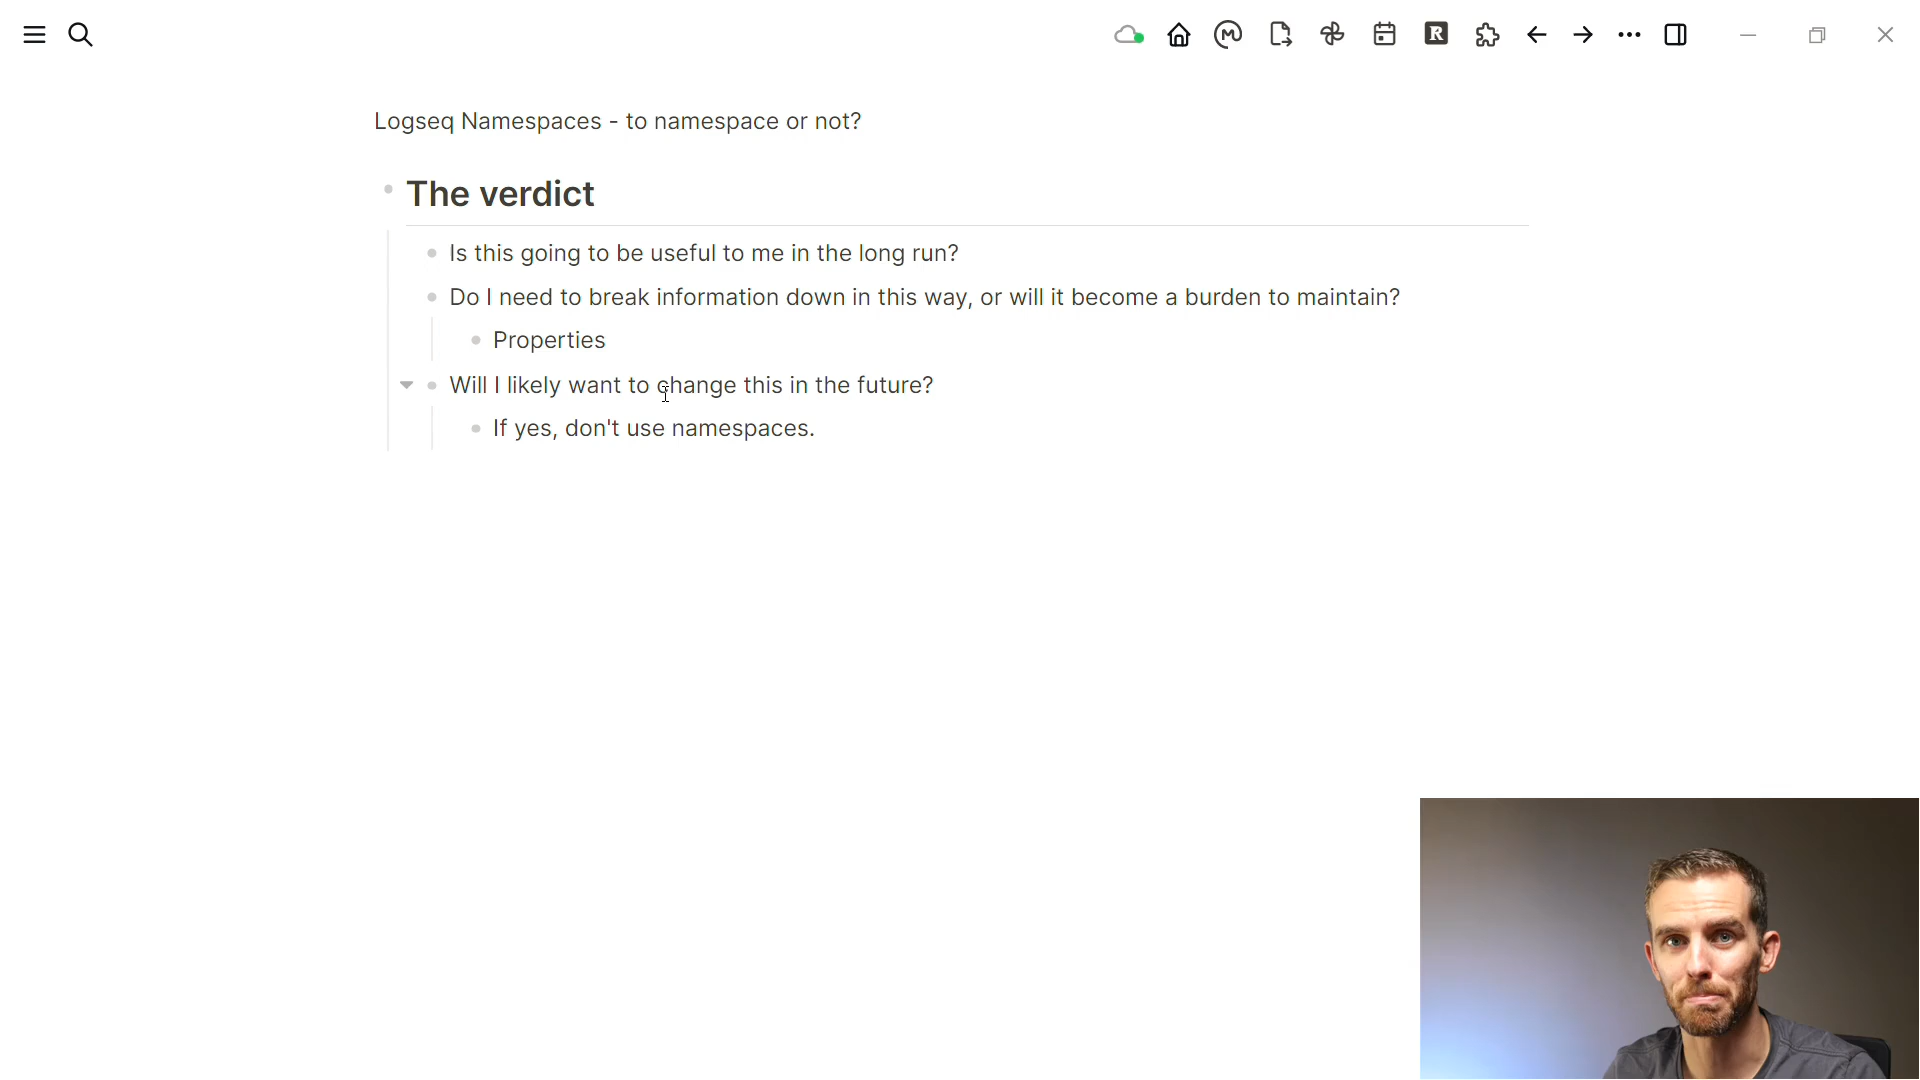 R
Logseq Namespaces - to namespace or not?
The verdict
Is this going to be useful to me in the long run?
Do I need to break information down in this way, or will it become a burden to maintain?
Properties
Will I likely want to change this in the future?
If yes, don't use namespaces.